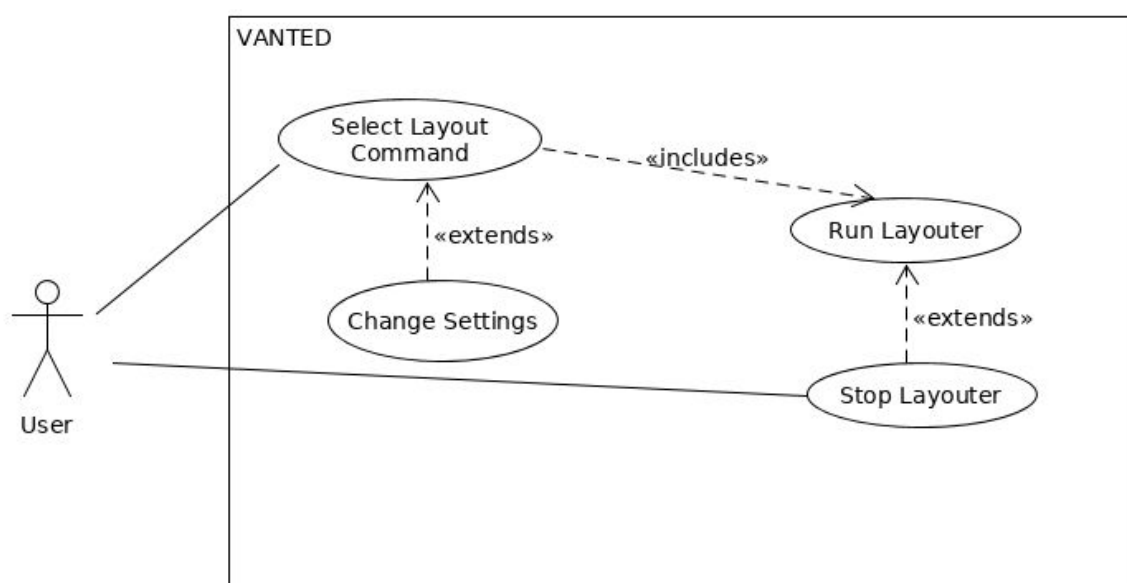 VANTED
Select Layout
Command
«includes»
Run Layouter
«extends»
Change Settings
«extends»
Stop Layouter
User